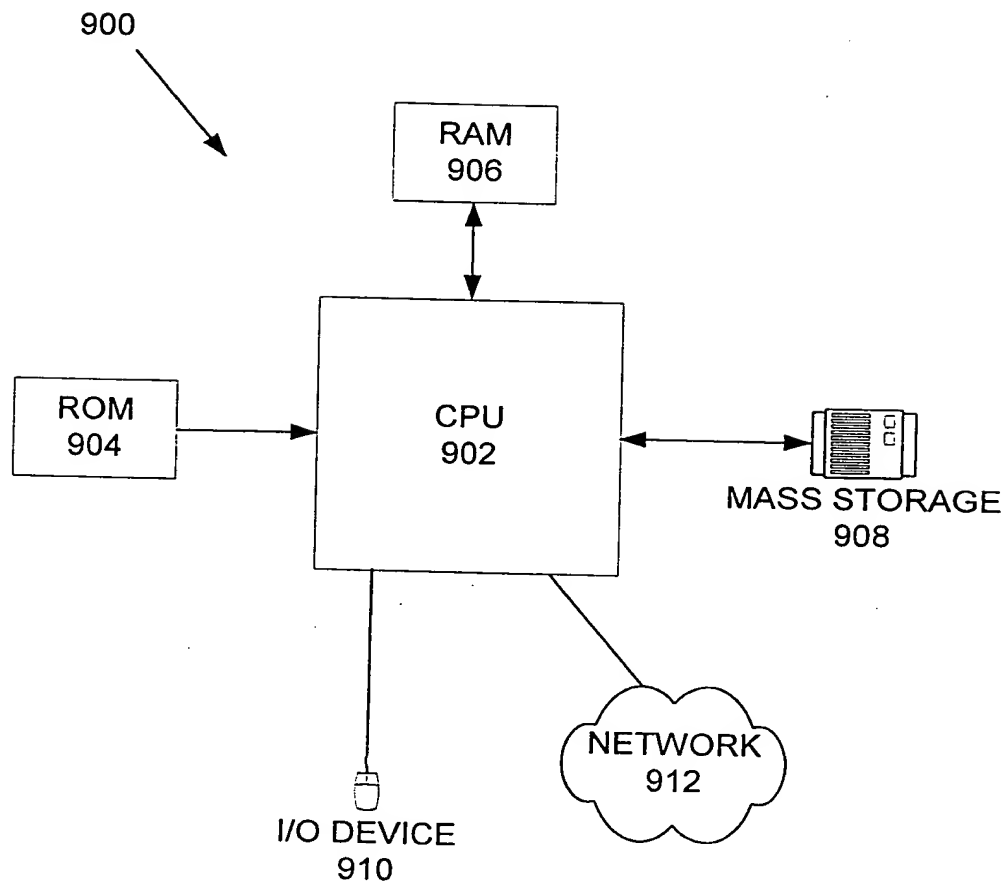 900
RAM
906
ROM
904
CPU
902
MASS STORAGE
908
NETWORK
912
I/O DEVICE
910